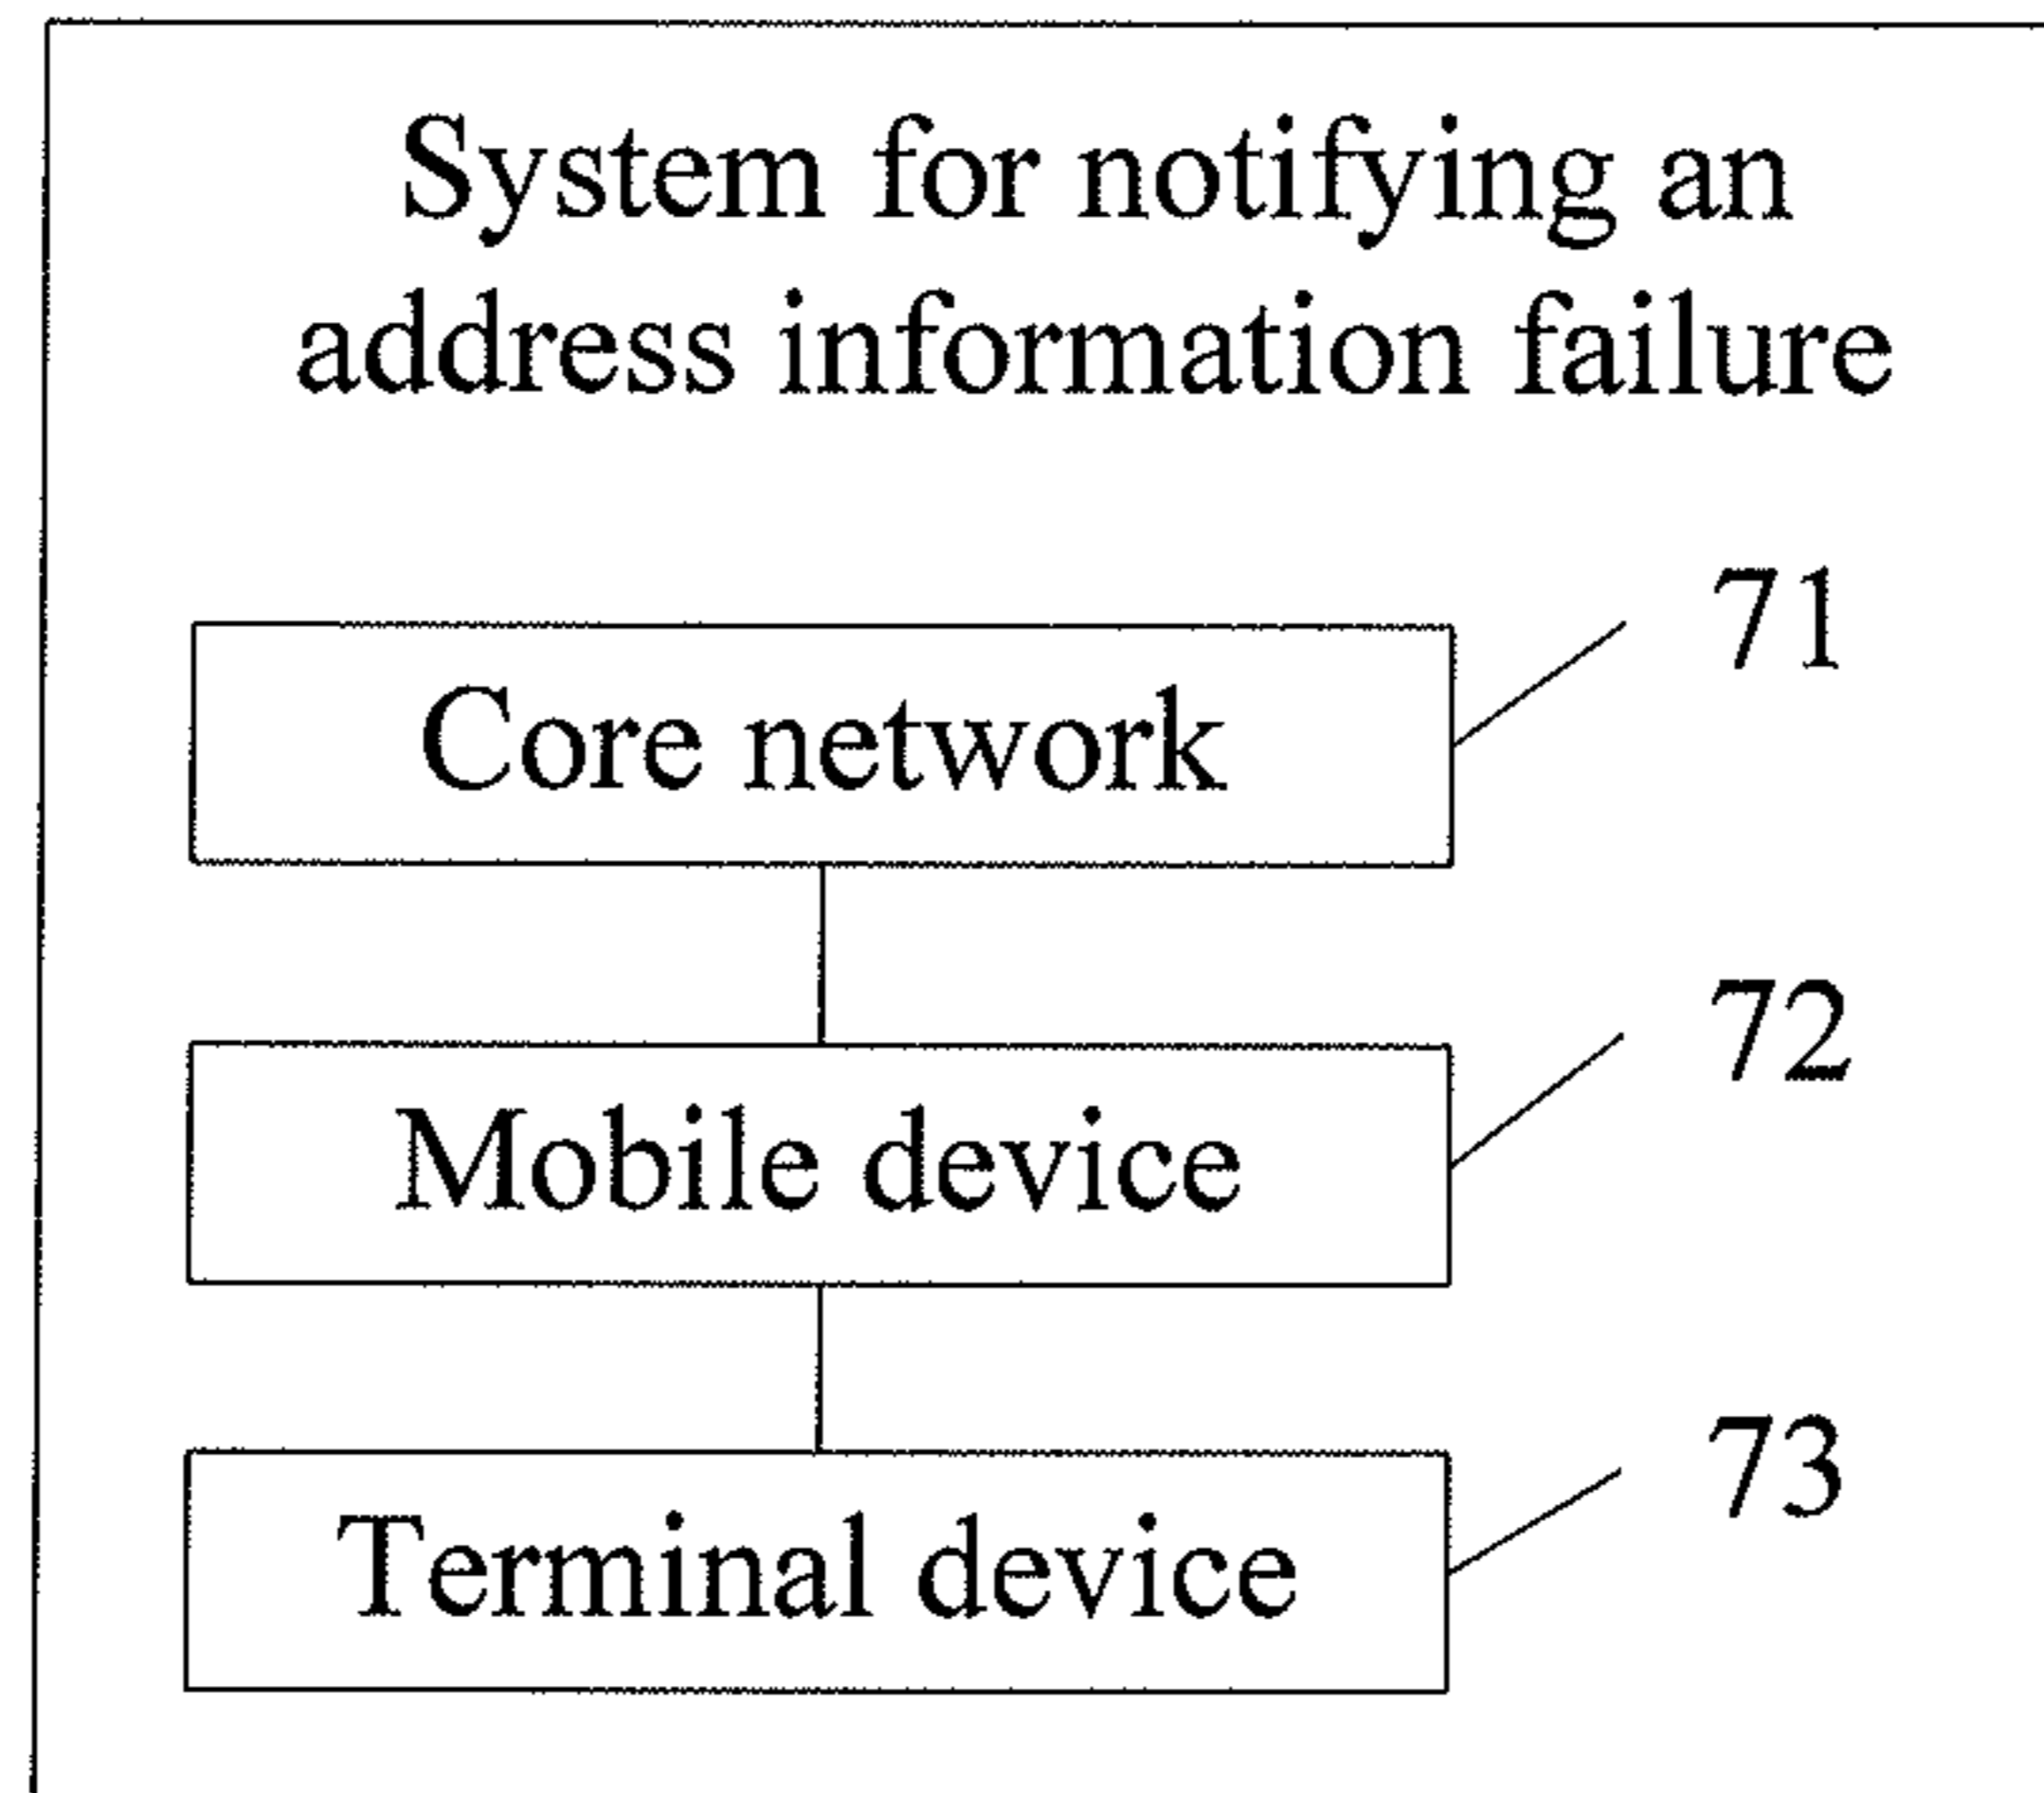 System for notifying an
address information failure
71
Core network
72
Mobile device
73
Terminal device